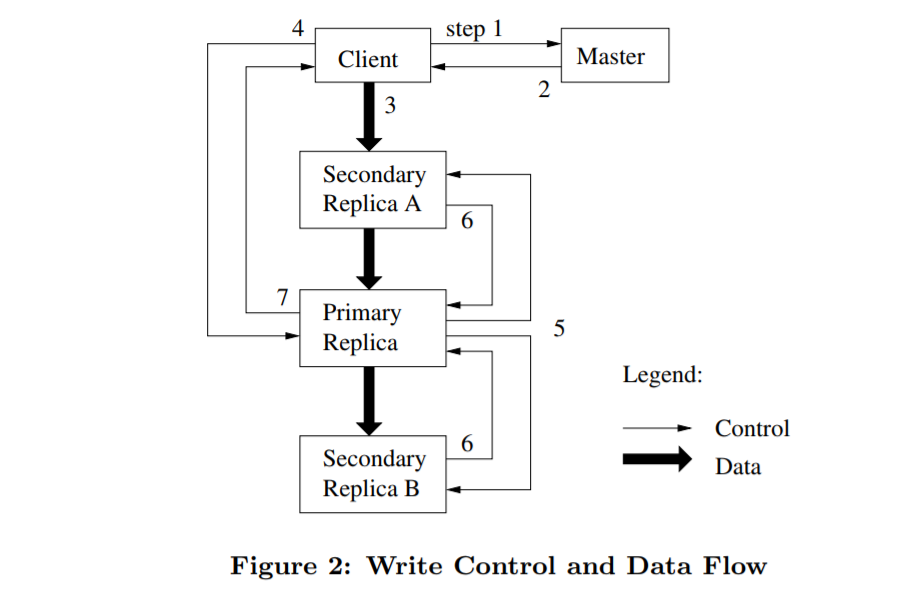 4
step 1
Client
Master
2
3
Secondary
Replica A
6
7
Primary
Replica
5
Legend:
Control
Data
6
Secondary
Replica B
Figure 2: Write Control and Data Flow